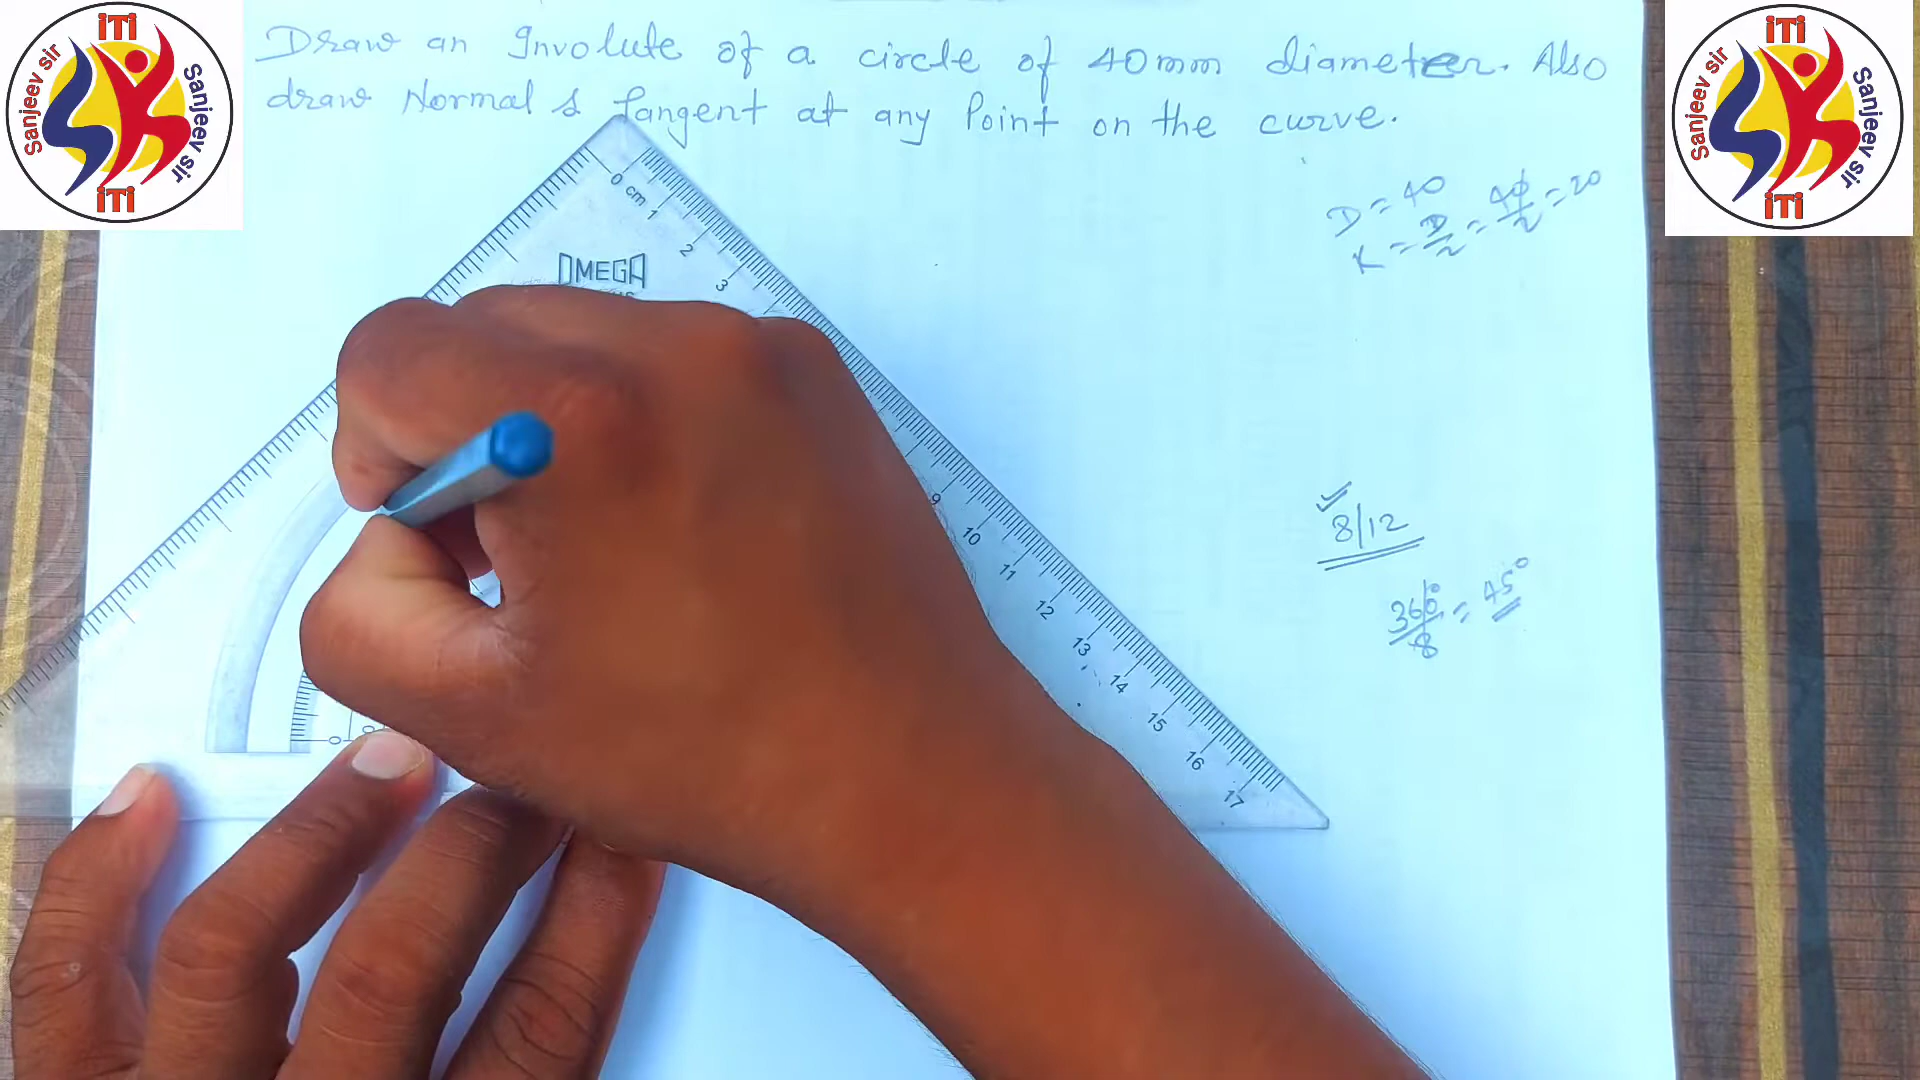 iTi
Sanjeev sir
Sanjeev sir
iTi
Draw an Involute of a circle of 40mm diameter. Also
draw Normal & Tangent at any Point on the curve.
iTi
Sanjeev sir
Sanjeev sir
iTi
D = 40
= D/2 = 40/2 = 20
0 cm 1 2 3
OMEGA
9 10 11 12 13 14 15 16 17
8/12
360°/8 = 45°
0